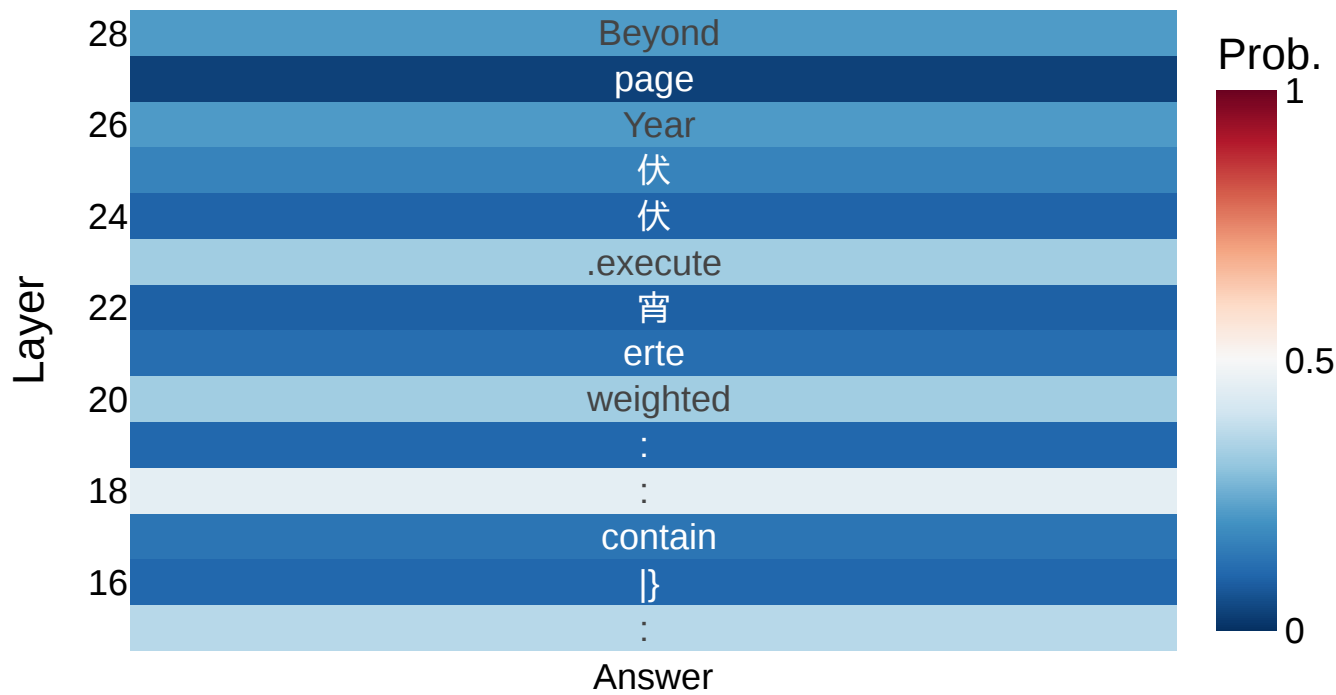 28 Beyond
page
26 Year
伏
24 伏
.execute
22 宵
erte
20 weighted
:
18 :
contain
16 |}
:
Answer
Layer
Prob.
1
0.5
0